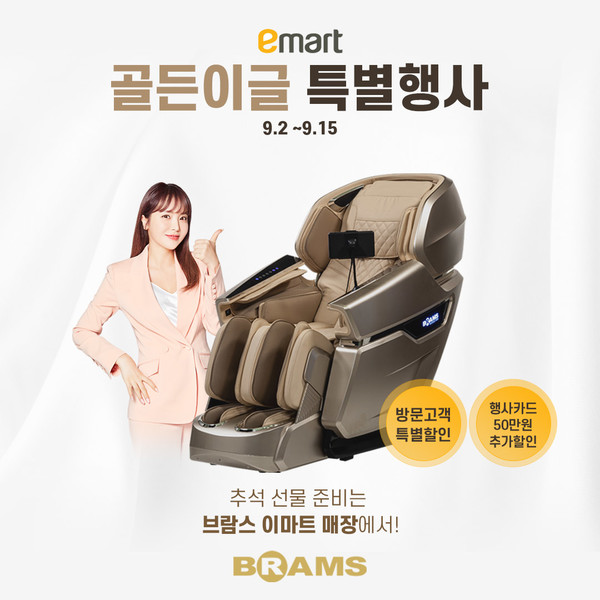 emart
골든이글 특별행사
9.2 ~9.15
BRAMS
방문고객
특별할인
행사카드
50만원
추가할인
추석 선물 준비는
브람스 이마트 매장에서!
BRAMS